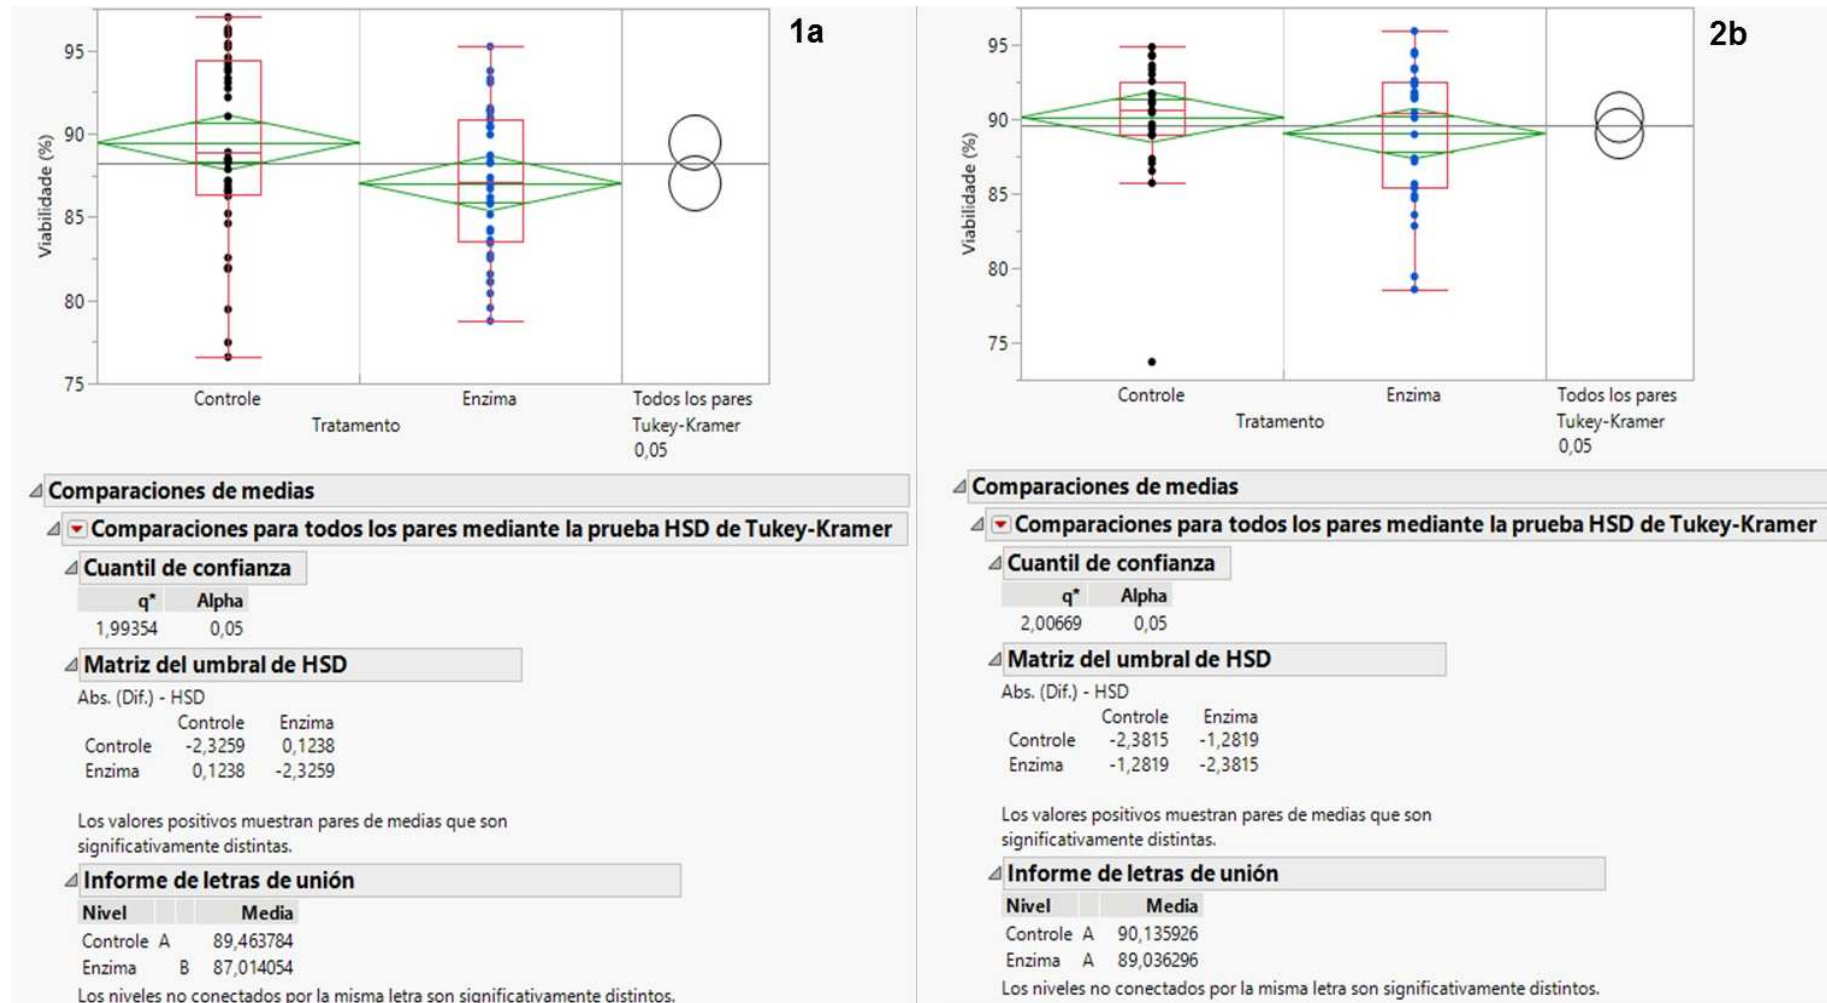 1a
95
90
85
80
75
Viabilidade (%)
Controle
Enzima
Todos los pares
Tratamento
Tukey-Kramer
0,05
Comparaciones de medias
Comparaciones para todos los pares mediante la prueba HSD de Tukey-Kramer
Cuantil de confianza
q* Alpha
1,99354 0,05
Matriz del umbral de HSD
Abs. (Dif.) - HSD
Controle Enzima
Controle -2,3259 0,1238
Enzima 0,1238 -2,3259
Los valores positivos muestran pares de medias que son
significativamente distintas.
Informe de letras de unión
Nivel Media
Controle A 89,463784
Enzima B 87,014054
Los niveles no conectados por la misma letra son significativamente distintos.
2b
95
90
85
80
75
Viabilidade (%)
Controle
Enzima
Todos los pares
Tratamento
Tukey-Kramer
0,05
Comparaciones de medias
Comparaciones para todos los pares mediante la prueba HSD de Tukey-Kramer
Cuantil de confianza
q* Alpha
2,00669 0,05
Matriz del umbral de HSD
Abs. (Dif.) - HSD
Controle Enzima
Controle -2,3815 -1,2819
Enzima -1,2819 -2,3815
Los valores positivos muestran pares de medias que son
significativamente distintas.
Informe de letras de unión
Nivel Media
Controle A 90,135926
Enzima A 89,036296
Los niveles no conectados por la misma letra son significativamente distintos.